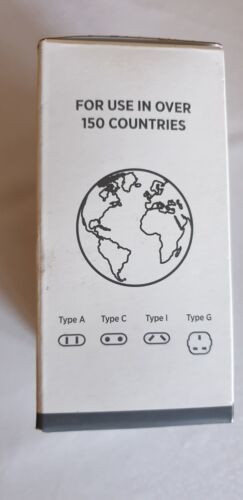 FOR USE IN OVER
150 COUNTRIES
Type A Type C Type I Type G